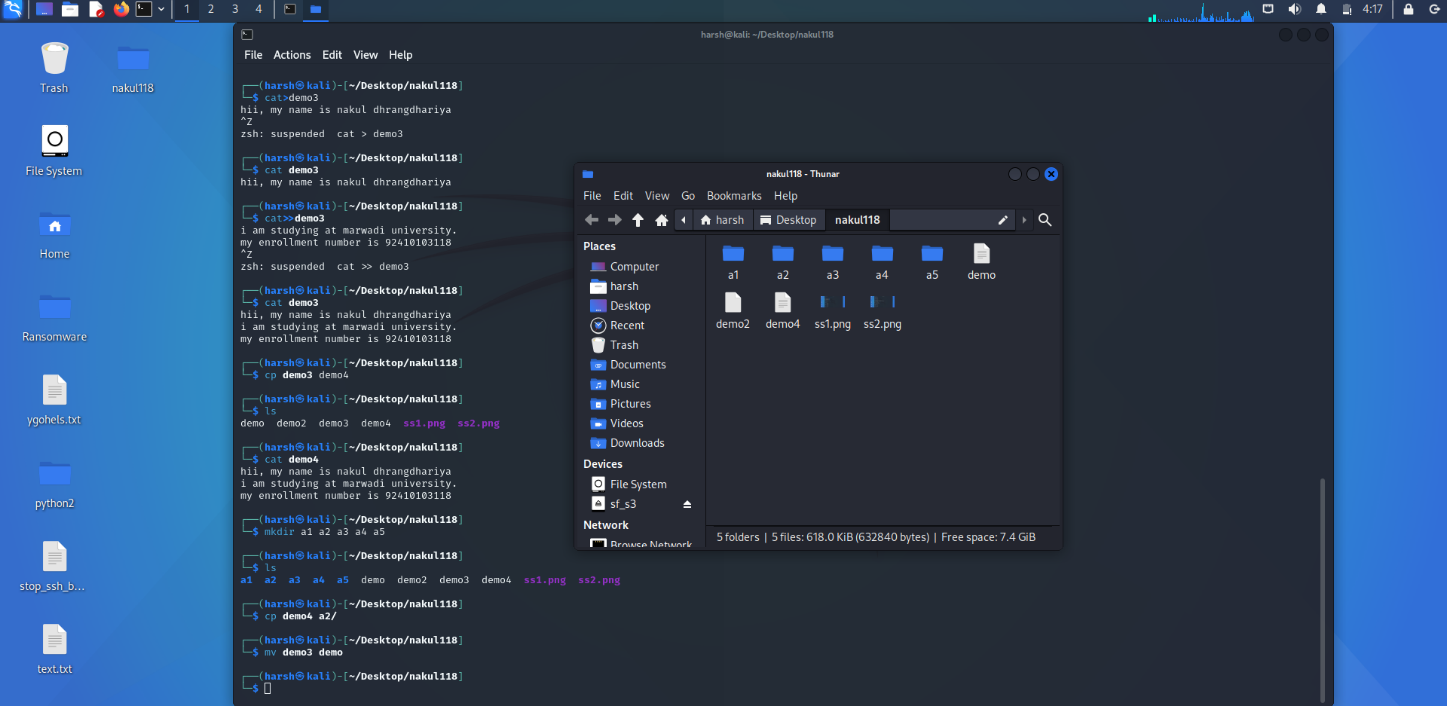 1 2 3 4
4:17
Trash
nakul118
File System
Home
Ransomware
ygohels.txt
python2
stop_ssh_b...
text.txt
harsh@kali: ~/Desktop/nakul118
File Actions Edit View Help
┌──(harsh㉿kali)-[~/Desktop/nakul118]
└─$ cat>demo3
hii, my name is nakul dhrangdhariya
^Z
zsh: suspended  cat > demo3
┌──(harsh㉿kali)-[~/Desktop/nakul118]
└─$ cat demo3
hii, my name is nakul dhrangdhariya
┌──(harsh㉿kali)-[~/Desktop/nakul118]
└─$ cat>>demo3
i am studying at marwadi university.
my enrollment number is 92410103118
^Z
zsh: suspended  cat >> demo3
┌──(harsh㉿kali)-[~/Desktop/nakul118]
└─$ cat demo3
hii, my name is nakul dhrangdhariya
i am studying at marwadi university.
my enrollment number is 92410103118
┌──(harsh㉿kali)-[~/Desktop/nakul118]
└─$ cp demo3 demo4
┌──(harsh㉿kali)-[~/Desktop/nakul118]
└─$ ls
demo  demo2  demo3  demo4  ss1.png  ss2.png
┌──(harsh㉿kali)-[~/Desktop/nakul118]
└─$ cat demo4
hii, my name is nakul dhrangdhariya
i am studying at marwadi university.
my enrollment number is 92410103118
┌──(harsh㉿kali)-[~/Desktop/nakul118]
└─$ mkdir a1 a2 a3 a4 a5
┌──(harsh㉿kali)-[~/Desktop/nakul118]
└─$ ls
a1  a2  a3  a4  a5  demo  demo2  demo3  demo4  ss1.png  ss2.png
┌──(harsh㉿kali)-[~/Desktop/nakul118]
└─$ cp demo4 a2/
┌──(harsh㉿kali)-[~/Desktop/nakul118]
└─$ mv demo3 demo
┌──(harsh㉿kali)-[~/Desktop/nakul118]
└─$
nakul118 - Thunar
File Edit View Go Bookmarks Help
harsh Desktop nakul118
Places
Computer
harsh
Desktop
Recent
Trash
Documents
Music
Pictures
Videos
Downloads
Devices
File System
sf_s3
Network
Browse Network
a1 a2 a3 a4 a5 demo
demo2 demo4 ss1.png ss2.png
5 folders | 5 files: 618.0 KiB (632840 bytes) | Free space: 7.4 GiB